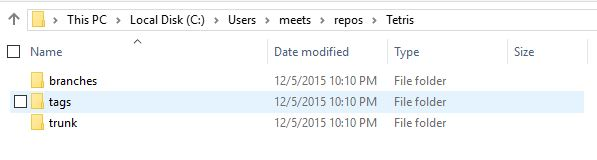 This PC > Local Disk (C:) > Users > meets > repos > Tetris
Name Date modified Type Size
branches 12/5/2015 10:10 PM File folder
tags 12/5/2015 10:10 PM File folder
trunk 12/5/2015 10:10 PM File folder